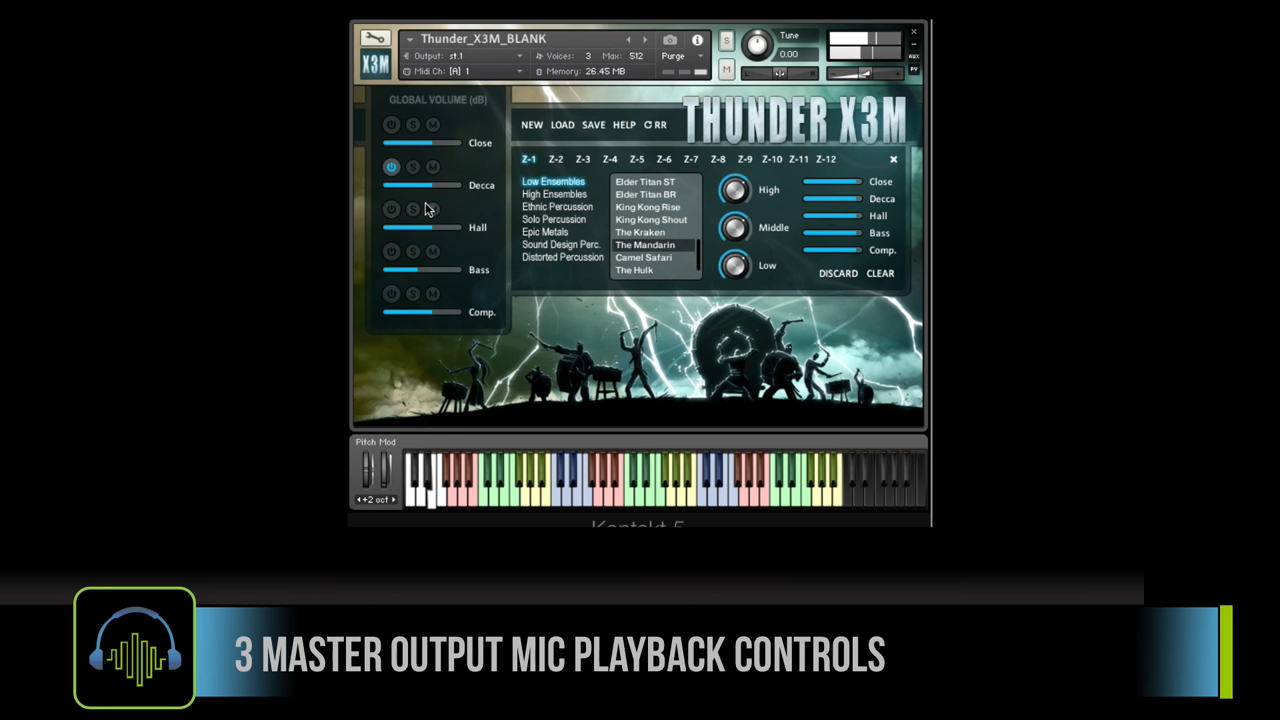 Thunder_X3M_BLANK
Output: st.1
Voices: 3 Max: 512
Purge
Midi Ch: [A] 1
Memory: 26.45 MB
S
M
Tune
0.00
L
R
AUX
PV
X3M
GLOBAL VOLUME (dB)
S M
Close
S M
Decca
S
Hall
S M
Bass
S M
Comp.
NEW LOAD SAVE HELP RR
THUNDER X3M
Z-1 Z-2 Z-3 Z-4 Z-5 Z-6 Z-7 Z-8 Z-9 Z-10 Z-11 Z-12
Low Ensembles
High Ensembles
Ethnic Percussion
Solo Percussion
Epic Metals
Sound Design Perc.
Distorted Percussion
Elder Titan ST
Elder Titan BR
King Kong Rise
King Kong Shout
The Kraken
The Mandarin
Camel Safari
The Hulk
High
Middle
Low
Close
Decca
Hall
Bass
Comp.
DISCARD CLEAR
Pitch Mod
+2 oct
Kontakt 5
3 MASTER OUTPUT MIC PLAYBACK CONTROLS